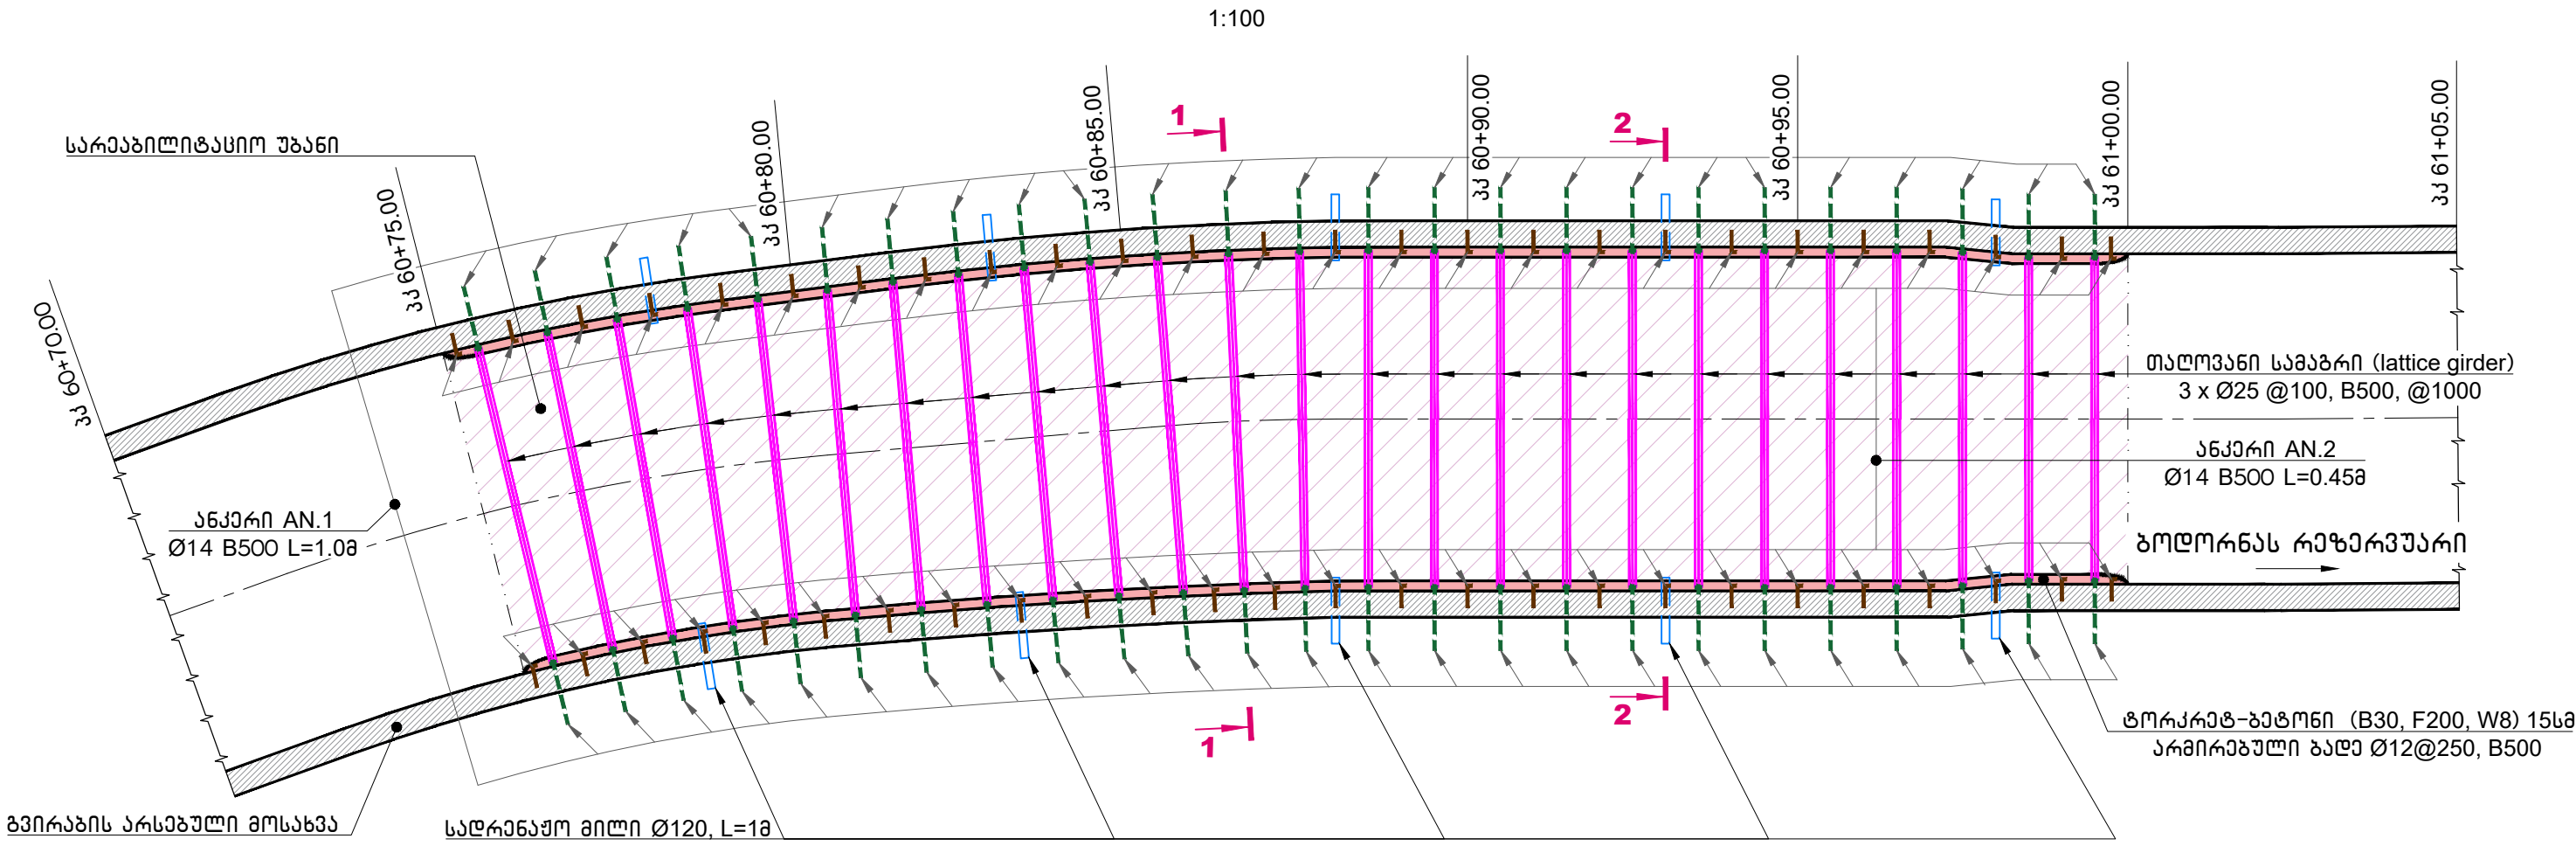 1:100
სარეაბილიტაციო უბანი
პკ 60+70.00
პკ 60+75.00
პკ 60+80.00
პკ 60+85.00
1
პკ 60+90.00
2
პკ 60+95.00
პკ 61+00.00
პკ 61+05.00
თაღოვანი სამაგრი (lattice girder)
3 x Ø25 @100, B500, @1000
ანკერი AN.2
Ø14 B500 L=0.45მ
ანკერი AN.1
Ø14 B500 L=1.0მ
ბოდორნას რეზერვუარი
2
1
ტორკრეტ-ბეტონი (B30, F200, W8) 15სმ
არმირებული ბადე Ø12@250, B500
გვირაბის არსებული მოსახვა
სადრენაჟო მილი Ø120, L=1მ